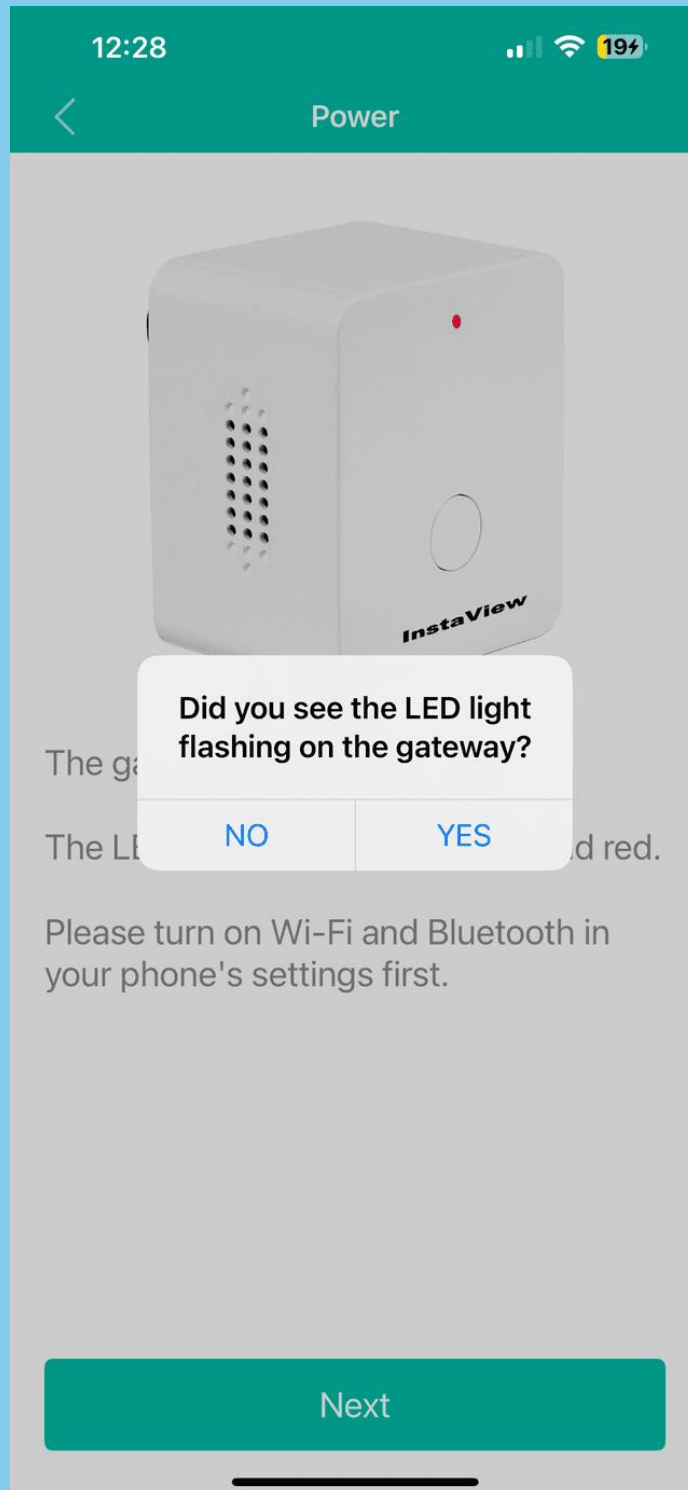 12:28
19
Power
InstaView
Did you see the LED light
flashing on the gateway?
The
NO
YES
The
red.
Please turn on Wi-Fi and Bluetooth in
your phone's settings first.
Next